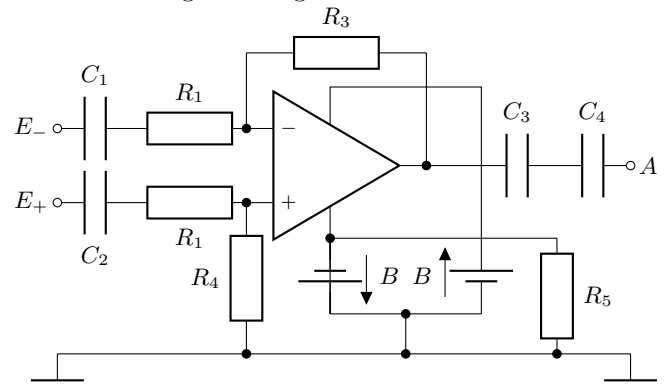 R₃
C₁
R₁
C₃
C₄
E₋
−
A
E₊
+
R₁
C₂
R₄
B
B
R₅